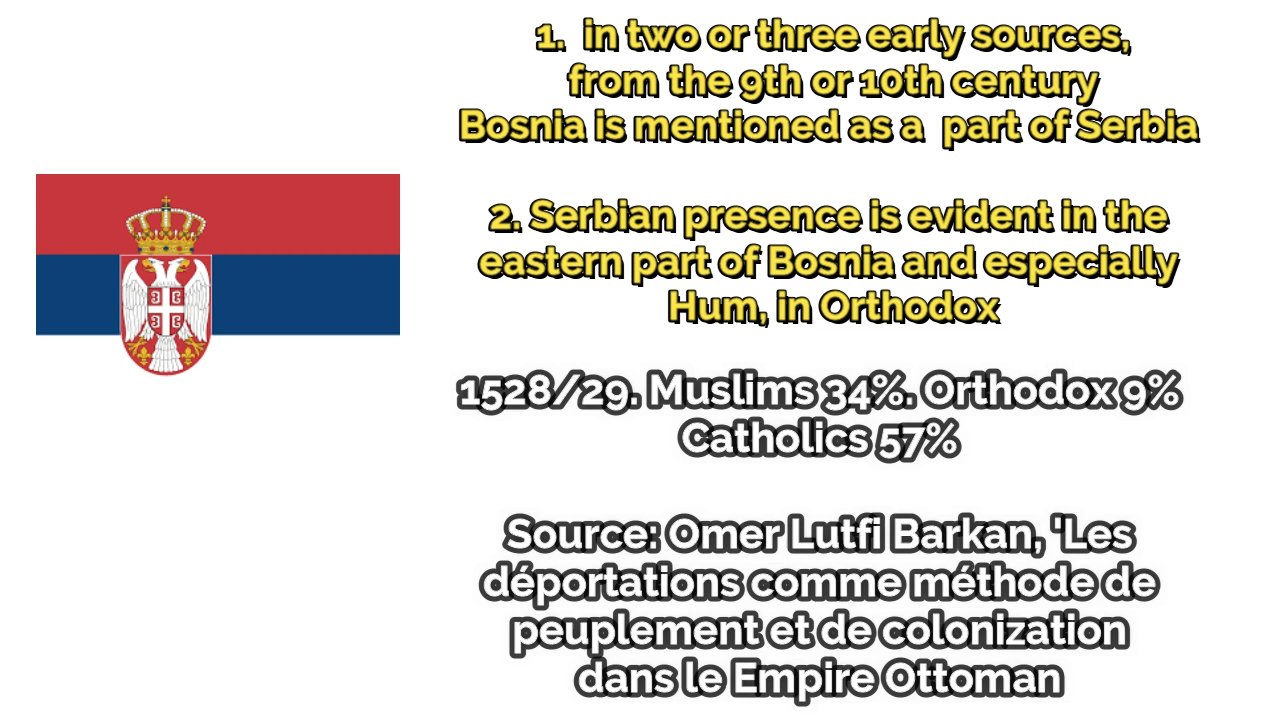 1. in two or three early sources,
from the 9th or 10th century
Bosnia is mentioned as a part of Serbia
2. Serbian presence is evident in the
eastern part of Bosnia and especially
Hum, in Orthodox
1528/29. Muslims 34%. Orthodox 9%
Catholics 57%
Source: Omer Lutfi Barkan, 'Les
déportations comme méthode de
peuplement et de colonization
dans le Empire Ottoman